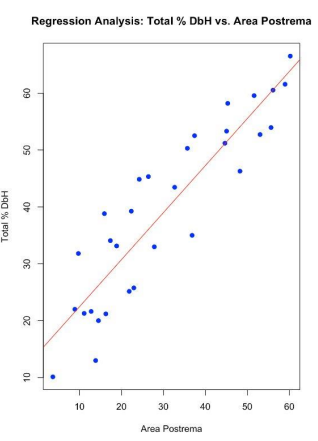 Regression Analysis: Total % DbH vs. Area Postrema
60
50
40
30
20
10
Total % DbH
10 20 30 40 50 60
Area Postrema